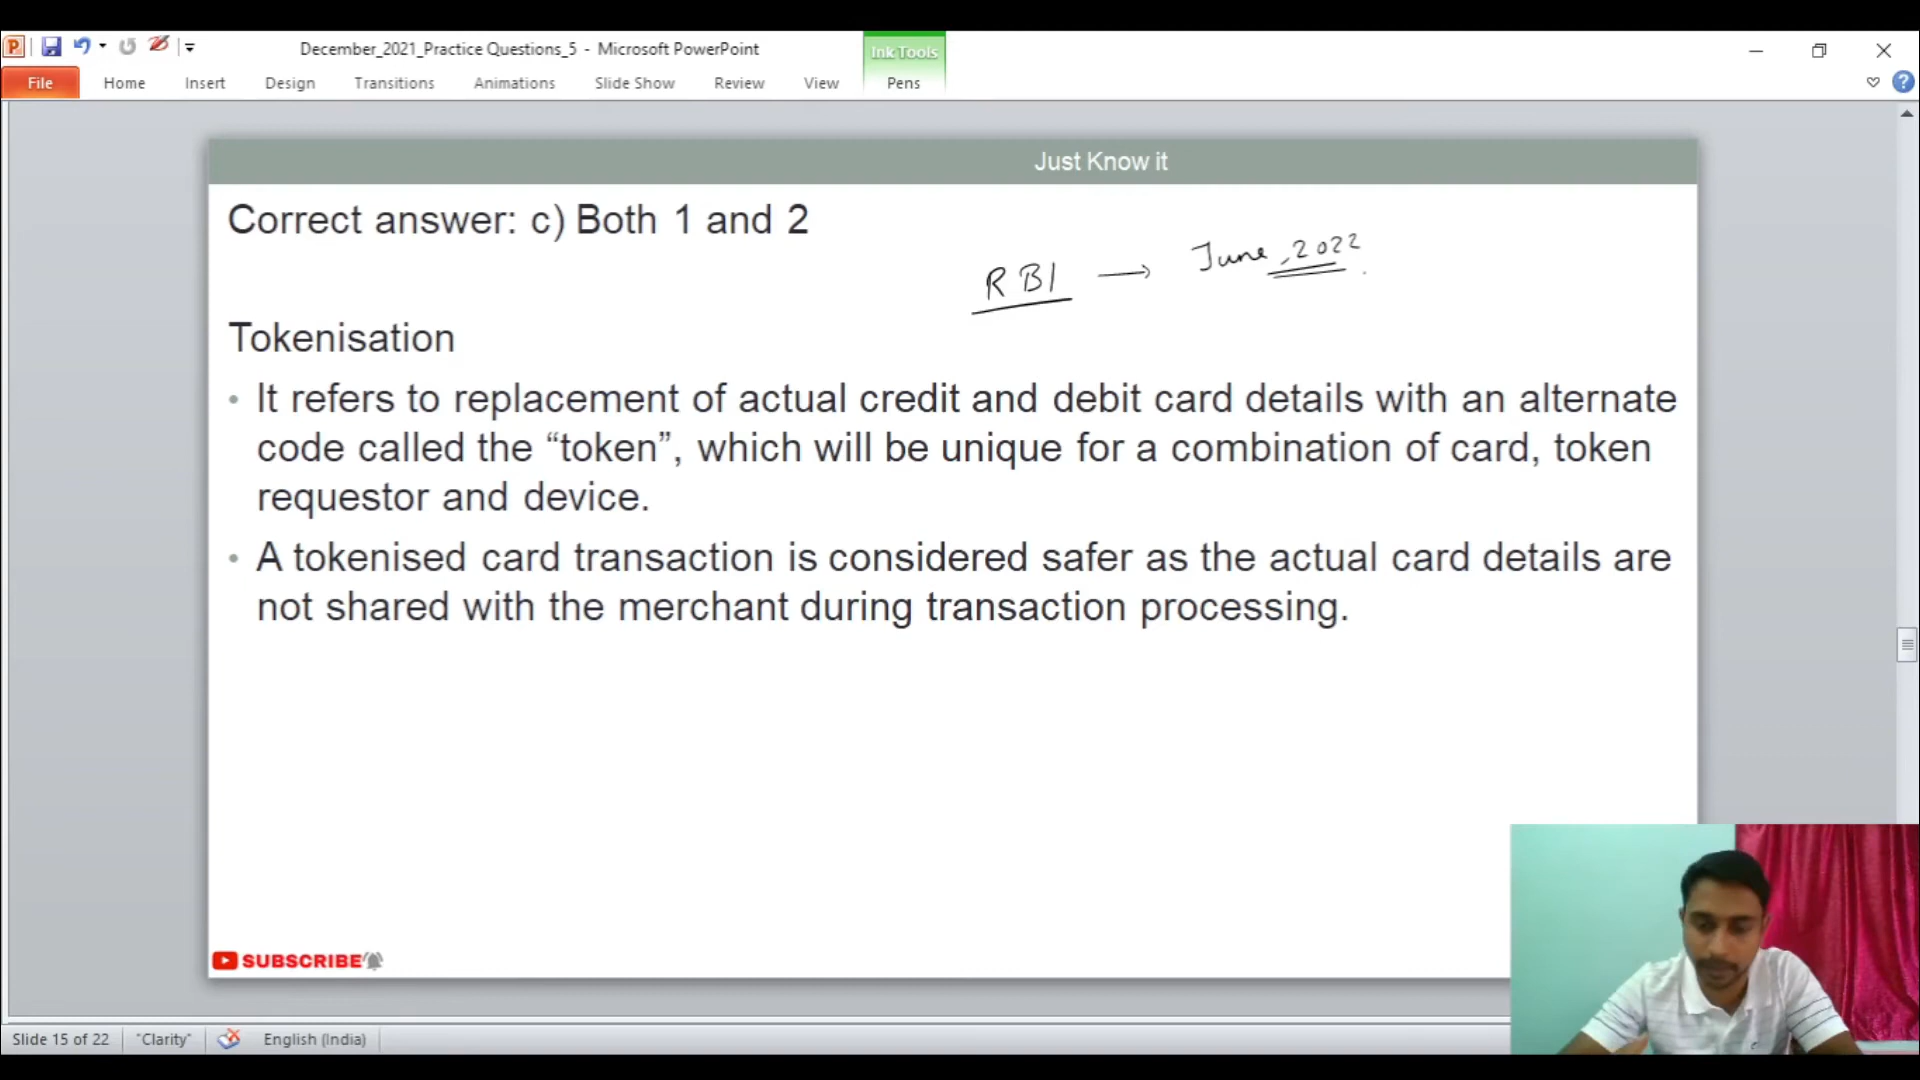 December_2021_Practice Questions_5 - Microsoft PowerPoint
Ink Tools
File Home Insert Design Transitions Animations Slide Show Review View Pens
Just Know it
Correct answer: c) Both 1 and 2
RBI → June, 2022
Tokenisation
• It refers to replacement of actual credit and debit card details with an alternate
code called the “token”, which will be unique for a combination of card, token
requestor and device.
• A tokenised card transaction is considered safer as the actual card details are
not shared with the merchant during transaction processing.
SUBSCRIBE
Slide 15 of 22 "Clarity" English (India)